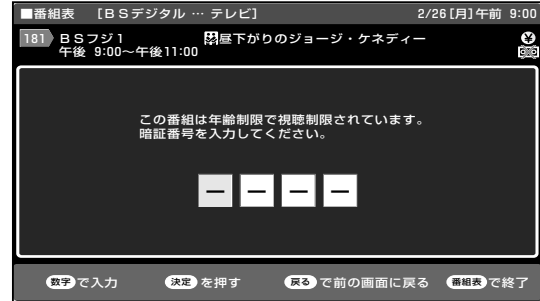 ■番組表 [BSデジタル … テレビ] 2/26[月]午前 9:00
181 BSフジ1 昼下がりのジョージ・ケネディー ¥
午後 9:00～午後11:00
この番組は年齢制限で視聴制限されています。
暗証番号を入力してください。
ー ー ー ー
数字で入力 決定を押す 戻るで前の画面に戻る 番組表で終了